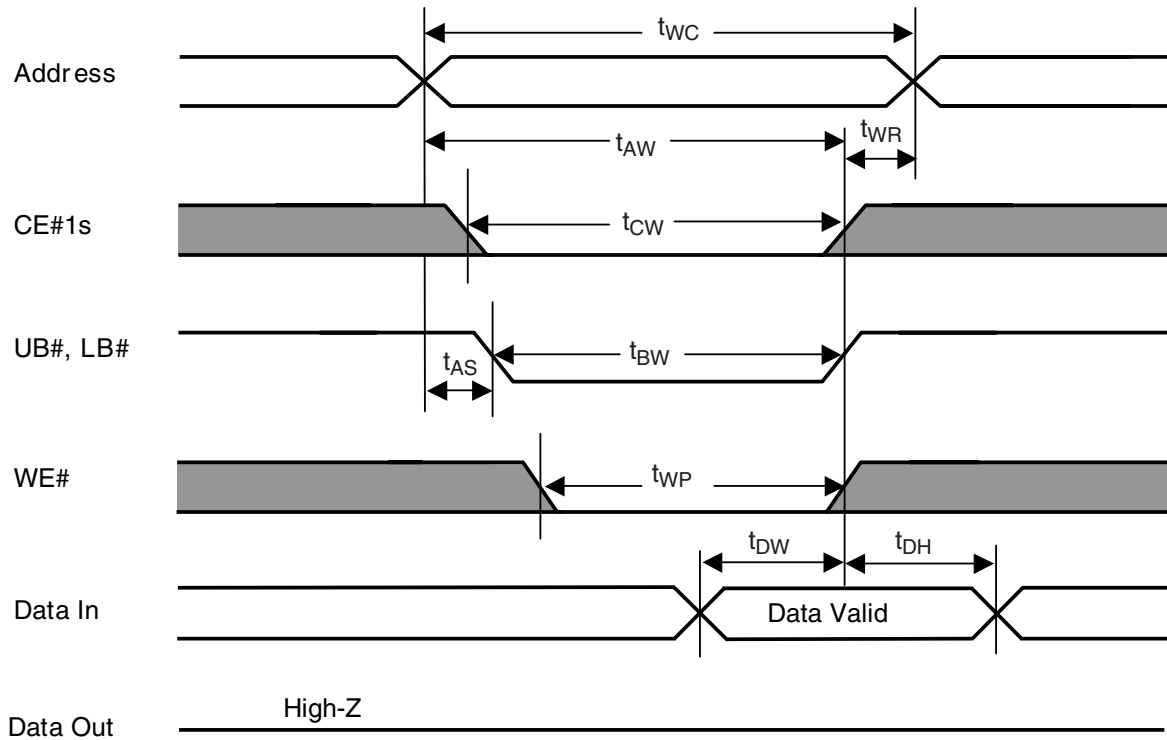 tWC
Address
tAW
tWR
CE#1s
tCW
UB#, LB#
tAS
tBW
WE#
tWP
tDW
tDH
Data In
Data Valid
High-Z
Data Out